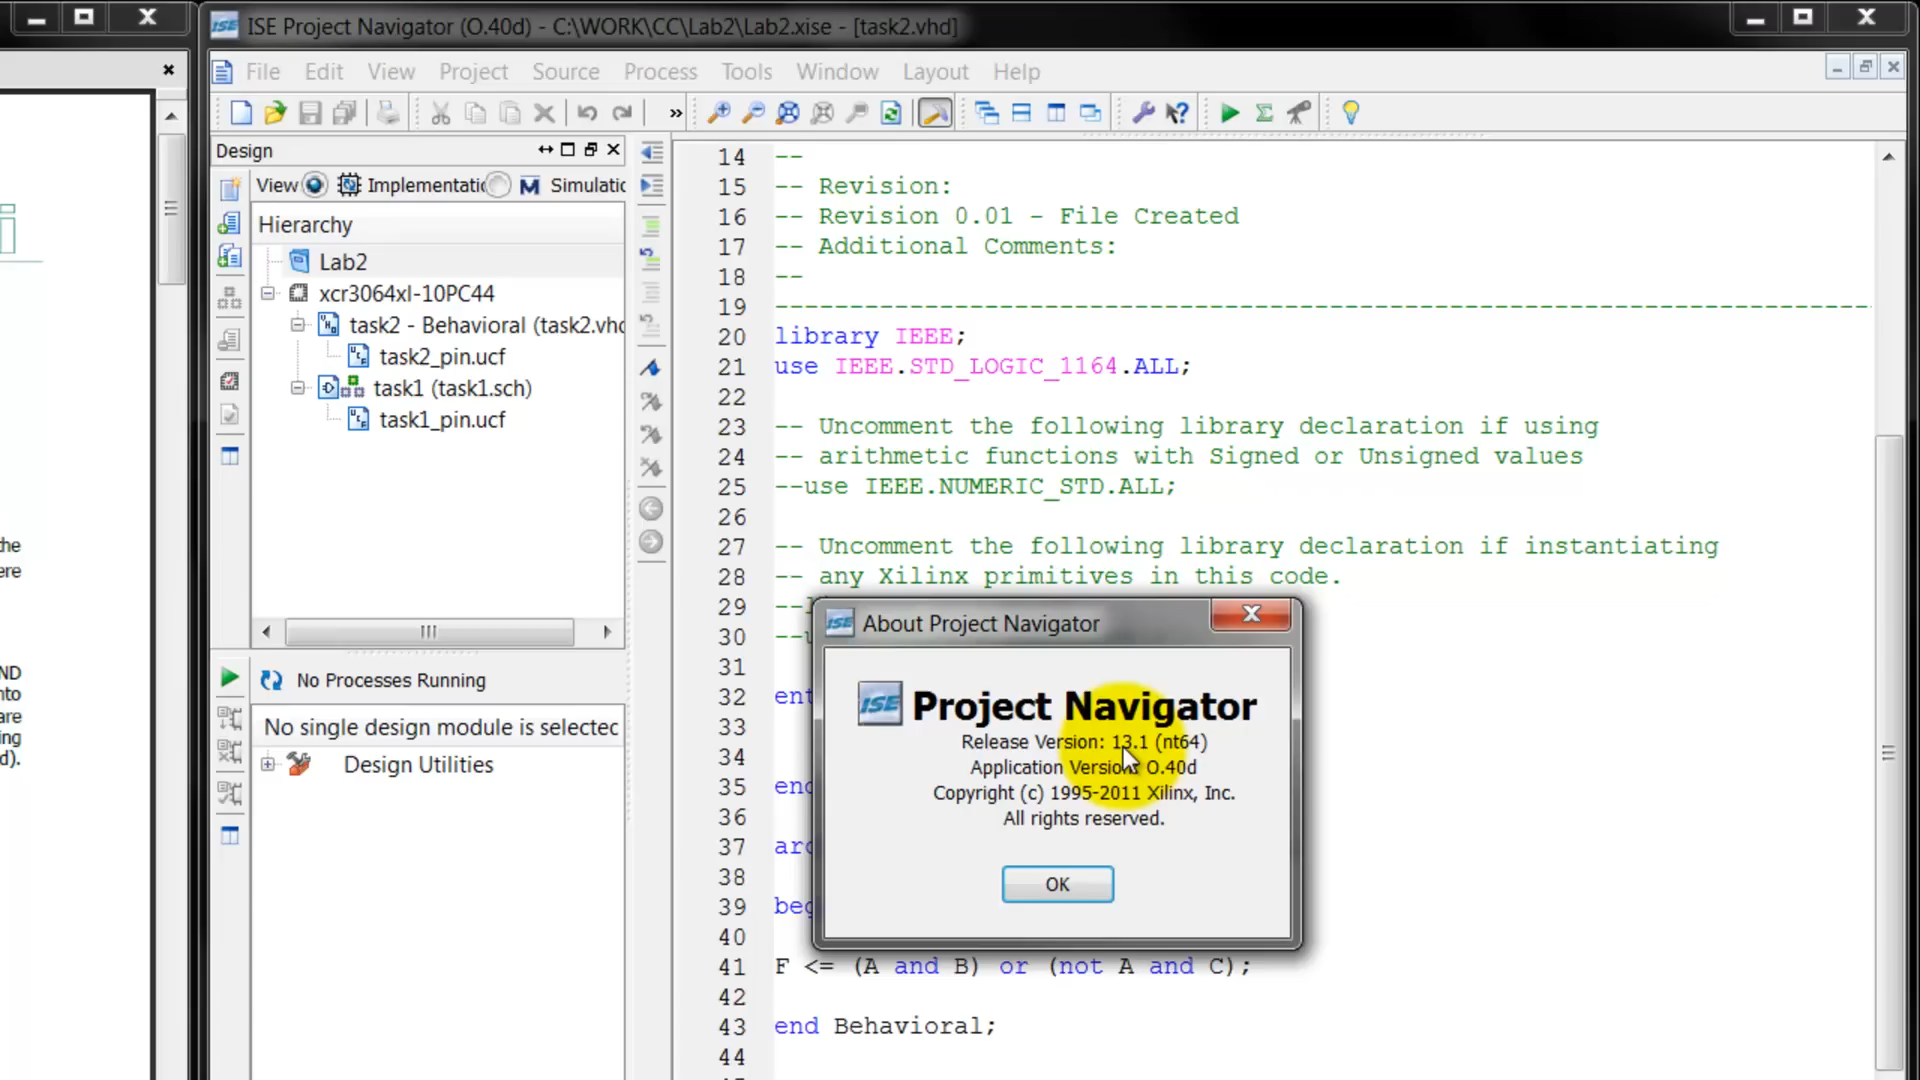 ISE Project Navigator (O.40d) - C:\WORK\CC\Lab2\Lab2.xise - [task2.vhd]
File Edit View Project Source Process Tools Window Layout Help
Design
View Implementatic Simulatic
Hierarchy
Lab2
xcr3064xl-10PC44
task2 - Behavioral (task2.vhd
task2_pin.ucf
task1 (task1.sch)
task1_pin.ucf
No Processes Running
No single design module is selected
Design Utilities
he
ere
ND
nto
are
ing
d).
14 --
15 -- Revision:
16 -- Revision 0.01 - File Created
17 -- Additional Comments:
18 --
19 ----------------------------------------------------------------------------------
20 library IEEE;
21 use IEEE.STD_LOGIC_1164.ALL;
22
23 -- Uncomment the following library declaration if using
24 -- arithmetic functions with Signed or Unsigned values
25 --use IEEE.NUMERIC_STD.ALL;
26
27 -- Uncomment the following library declaration if instantiating
28 -- any Xilinx primitives in this code.
29 --
30 --
31
32 ent
33
34
35 end
36
37 arc
38
39 beg
40
41 F <= (A and B) or (not A and C);
42
43 end Behavioral;
44
About Project Navigator
ISE Project Navigator
Release Version: 13.1 (nt64)
Application Version: O.40d
Copyright (c) 1995-2011 Xilinx, Inc.
All rights reserved.
OK